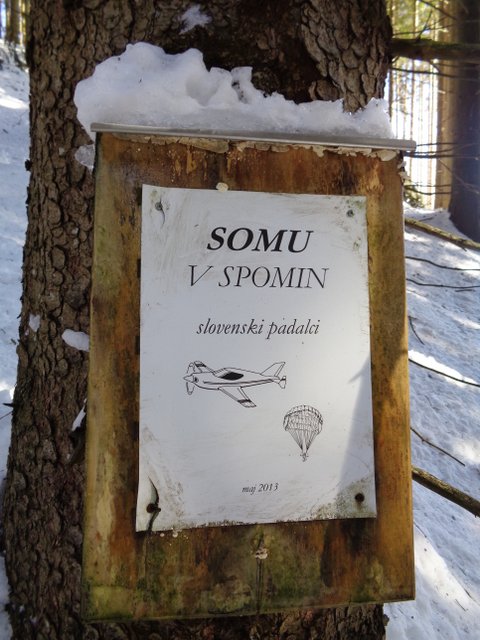 SOMU
V SPOMIN
slovenski padalci
maj 2013